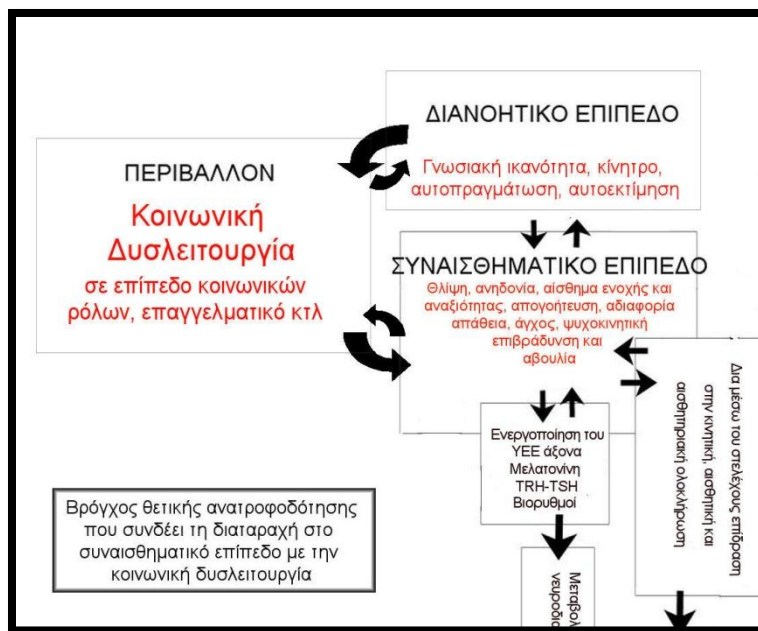 ΔΙΑΝΟΗΤΙΚΟ ΕΠΙΠΕΔΟ
Γνωσιακή ικανότητα, κίνητρο,
αυτοπραγμάτωση, αυτοεκτίμηση
ΠΕΡΙΒΑΛΛΟΝ
Κοινωνική
Δυσλειτουργία
σε επίπεδο κοινωνικών
ρόλων, επαγγελματικό κτλ
ΣΥΝΑΙΣΘΗΜΑΤΙΚΟ ΕΠΙΠΕΔΟ
Θλίψη, ανηδονία, αίσθημα ενοχής και
αναξιότητας, απογοήτευση, αδιαφορία
απάθεια, άγχος, ψυχοκινητική
επιβράδυνση και
αβουλία
Δια μεσω του στελέχους επίδραση
στην κινητική, αισθητική και
αισθητηριακή ολοκλήρωση
Ενεργοποίηση του
ΥΕΕ άξονα
Μελατονίνη
TRH-TSH
Βιορυθμοί
Βρόγχος θετικής ανατροφοδότησης
που συνδέει τη διαταραχή στο
συναισθηματικό επίπεδο με την
κοινωνική δυσλειτουργία
Μεταβολ